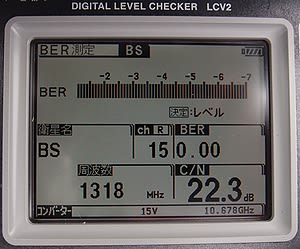 DIGITAL LEVEL CHECKER LCV2
BER測定 BS
-2 -3 -4 -5 -6 -7
BER
決定:レベル
衛星名 ch R BER
BS 15 0.00
周波数 C/N
1318 MHz 22.3 dB
コンバーター 15V 10.678GHz